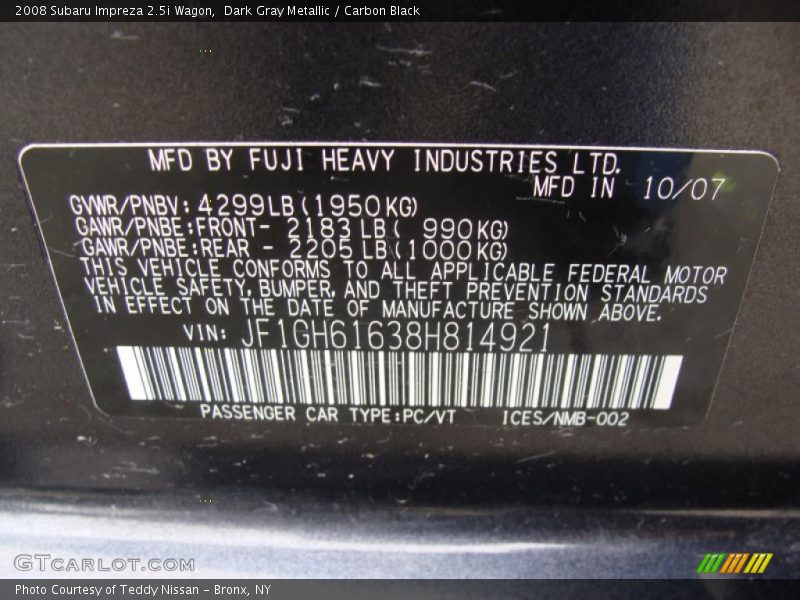 2008 Subaru Impreza 2.5i Wagon,  Dark Gray Metallic / Carbon Black
MFD BY FUJI HEAVY INDUSTRIES LTD.
MFD IN 10/07
GVWR/PNBV: 4299LB(1950KG)
GAWR/PNBE:FRONT- 2183LB( 990KG)
GAWR/PNBE:REAR - 2205LB(1000KG)
THIS VEHICLE CONFORMS TO ALL APPLICABLE FEDERAL MOTOR
VEHICLE SAFETY, BUMPER, AND THEFT PREVENTION STANDARDS
IN EFFECT ON THE DATE OF MANUFACTURE SHOWN ABOVE.
VIN: JF1GH61638H814921
PASSENGER CAR TYPE:PC/VT ICES/NMB-002
GTCARLOT.COM
Photo Courtesy of Teddy Nissan – Bronx, NY